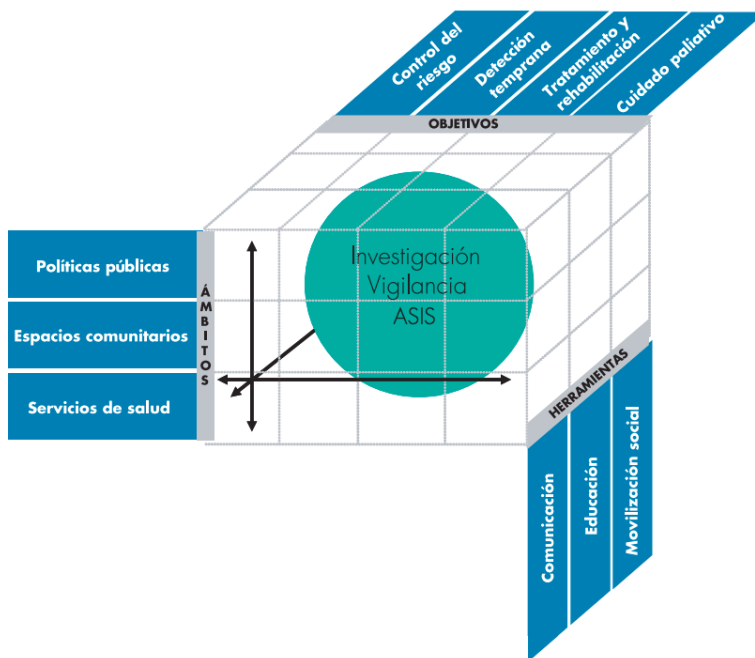 Control del
riesgo
Detección
temprana
Tratamiento y
rehabilitación
Cuidado paliativo
OBJETIVOS
Políticas públicas
Espacios comunitarios
Servicios de salud
ÁMBITOS
Investigación
Vigilancia
ASIS
HERRAMIENTAS
Comunicación
Educación
Movilización social